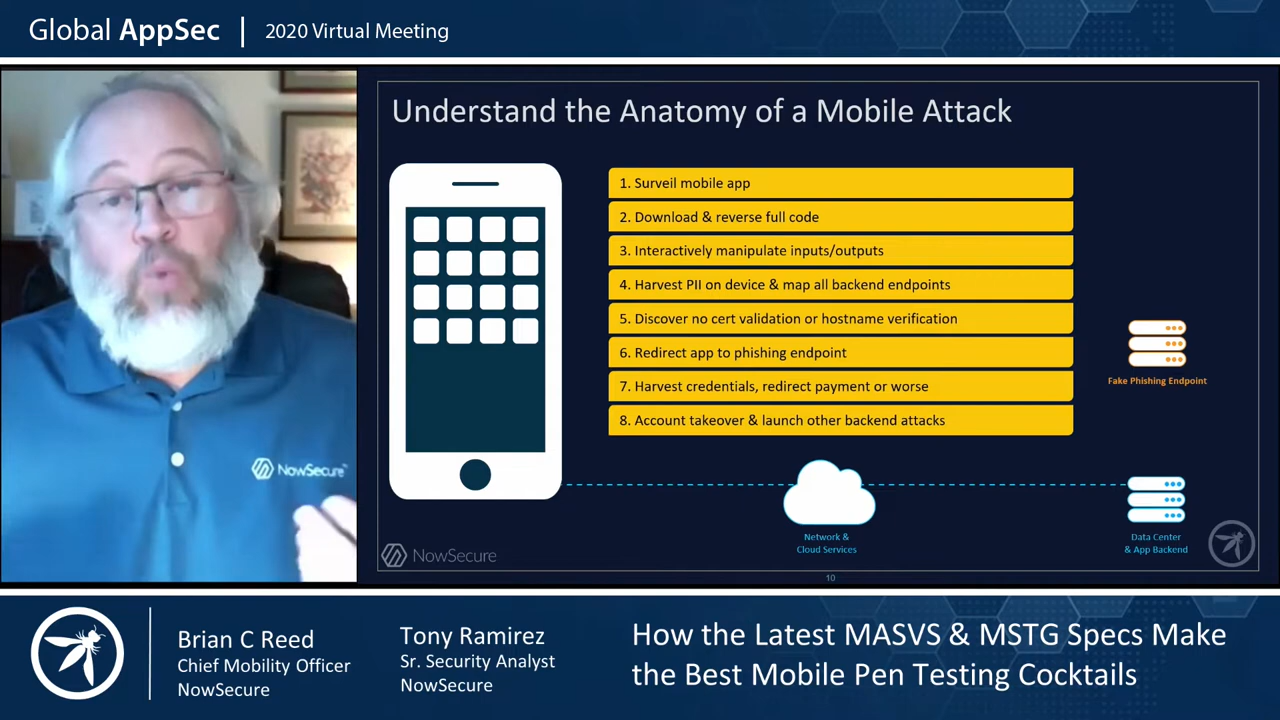 Global AppSec | 2020 Virtual Meeting
Understand the Anatomy of a Mobile Attack
1. Surveil mobile app
2. Download & reverse full code
3. Interactively manipulate inputs/outputs
4. Harvest PII on device & map all backend endpoints
5. Discover no cert validation or hostname verification
6. Redirect app to phishing endpoint
7. Harvest credentials, redirect payment or worse
8. Account takeover & launch other backend attacks
Fake Phishing Endpoint
Network &
Cloud Services
Data Center
& App Backend
NowSecure
10
NowSecure™
Brian C Reed
Chief Mobility Officer
NowSecure
Tony Ramirez
Sr. Security Analyst
NowSecure
How the Latest MASVS & MSTG Specs Make
the Best Mobile Pen Testing Cocktails